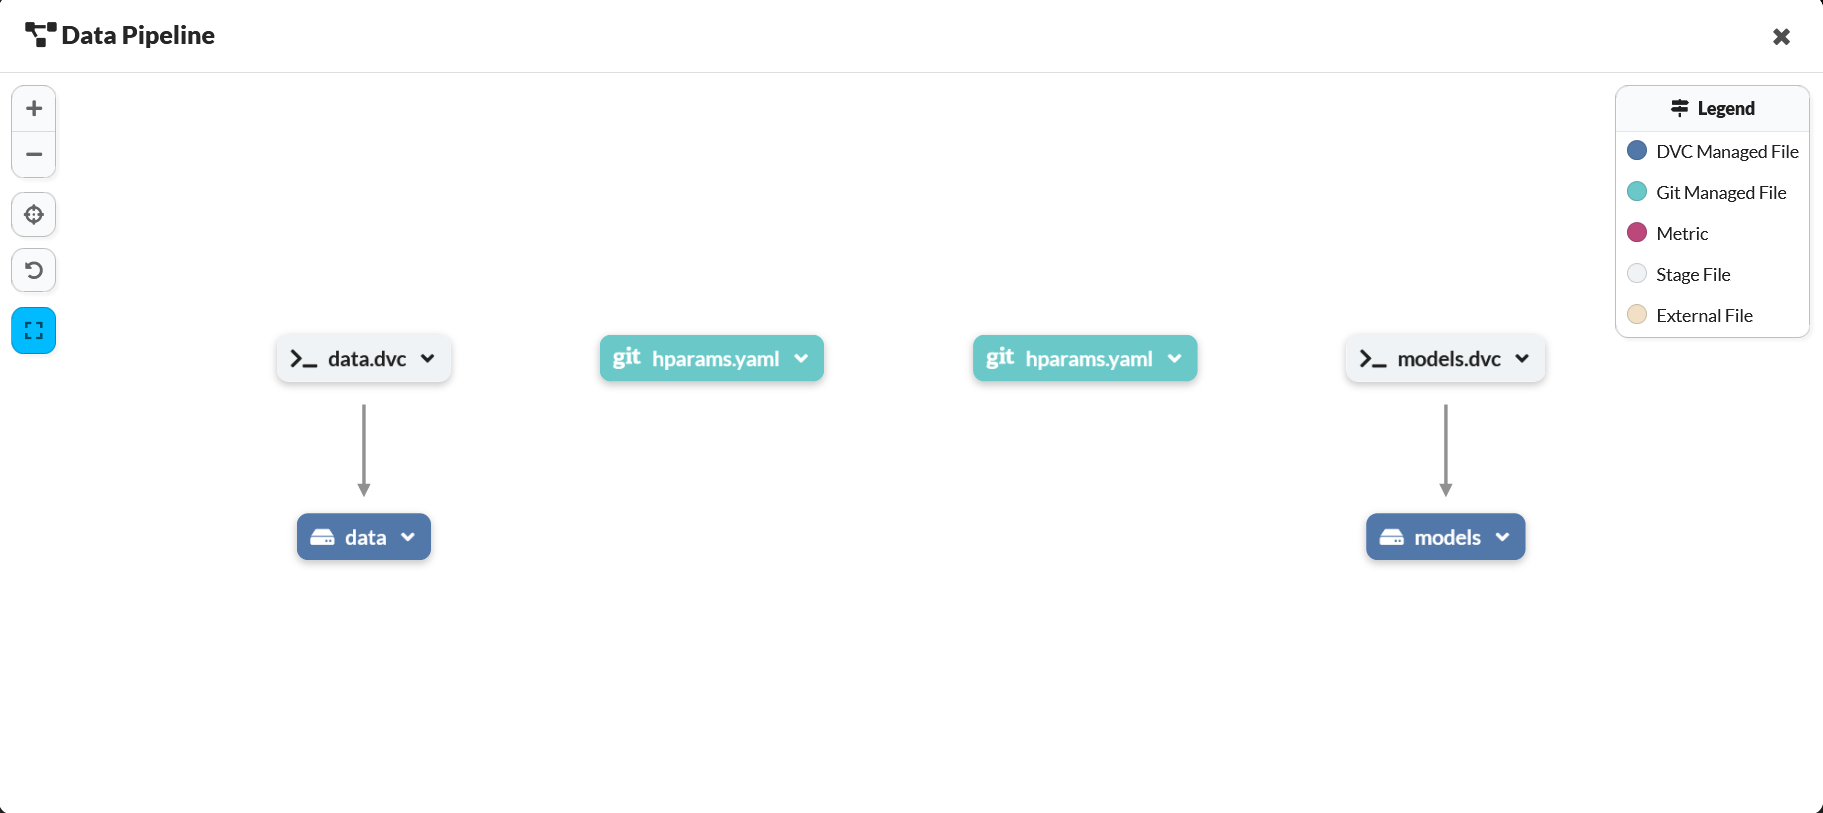 Data Pipeline
Legend
DVC Managed File
Git Managed File
Metric
Stage File
External File
data.dvc
git hparams.yaml
git hparams.yaml
models.dvc
data
models